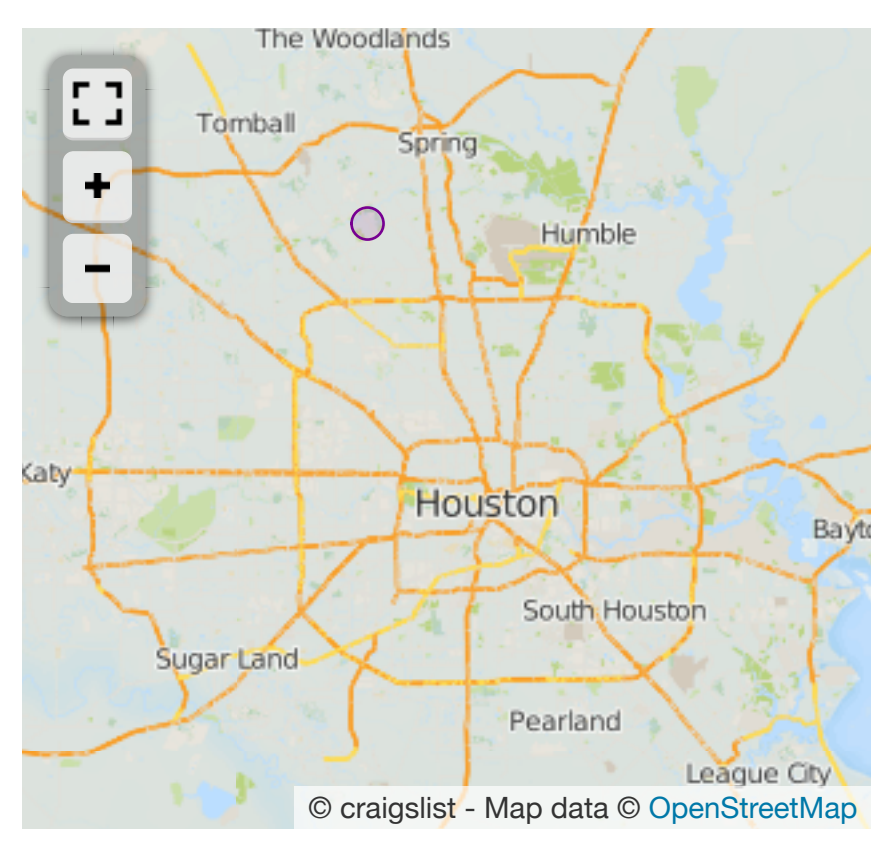 The Woodlands
Tomball
Spring
+
Humble
−
Katy
Houston
Bayto
South Houston
Sugar Land
Pearland
League City
© craigslist - Map data © OpenStreetMap